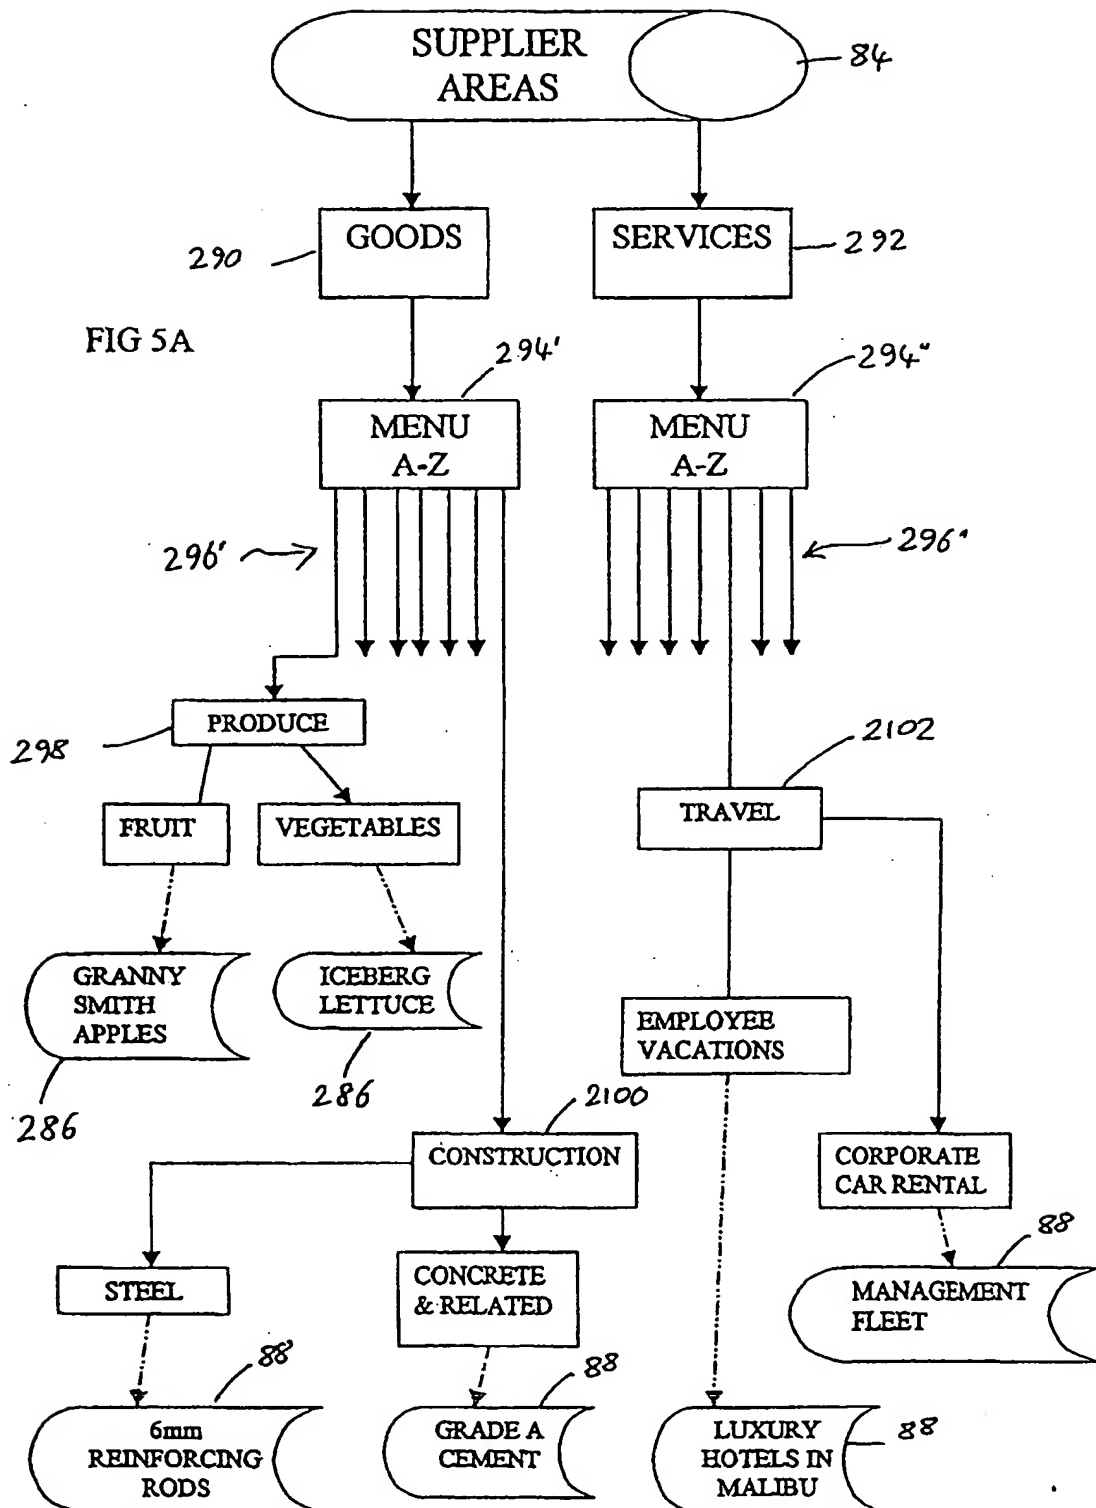 SUPPLIER
AREAS
84
GOODS
SERVICES
290
292
FIG 5A
294'
294"
MENU
A-Z
MENU
A-Z
296'
296"
PRODUCE
298
2102
FRUIT
VEGETABLES
TRAVEL
GRANNY
SMITH
APPLES
ICEBERG
LETTUCE
EMPLOYEE
VACATIONS
286
286
2100
CONSTRUCTION
CORPORATE
CAR RENTAL
STEEL
CONCRETE
& RELATED
88
MANAGEMENT
FLEET
88'
88
6mm
REINFORCING
RODS
GRADE A
CEMENT
LUXURY
HOTELS IN
MALIBU
88